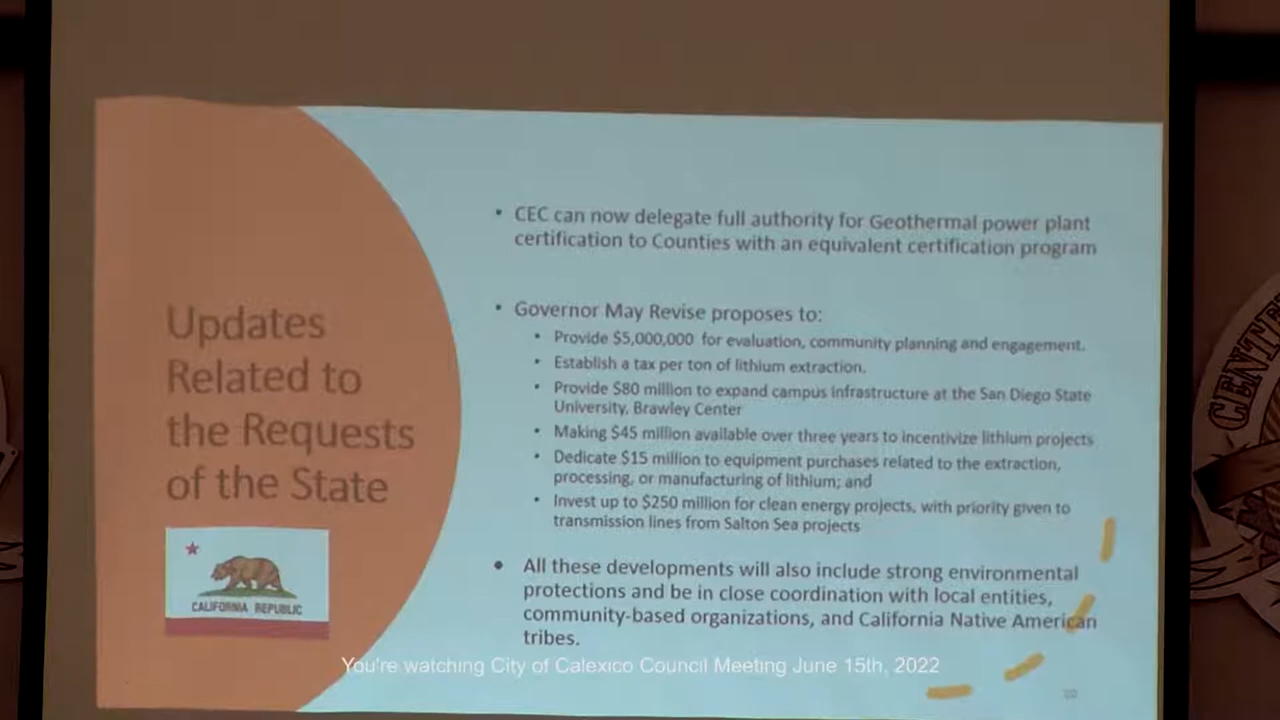 Updates
Related to
the Requests
of the State
CALIFORNIA REPUBLIC
• CEC can now delegate full authority for Geothermal power plant
certification to Counties with an equivalent certification program
• Governor May Revise proposes to:
• Provide $5,000,000 for evaluation, community planning and engagement.
• Establish a tax per ton of lithium extraction.
• Provide $80 million to expand campus infrastructure at the San Diego State
University, Brawley Center
• Making $45 million available over three years to incentivize lithium projects
• Dedicate $15 million to equipment purchases related to the extraction,
processing, or manufacturing of lithium; and
• Invest up to $250 million for clean energy projects, with priority given to
transmission lines from Salton Sea projects
• All these developments will also include strong environmental
protections and be in close coordination with local entities,
community-based organizations, and California Native American
tribes.
You're watching City of Calexico Council Meeting June 15th, 2022